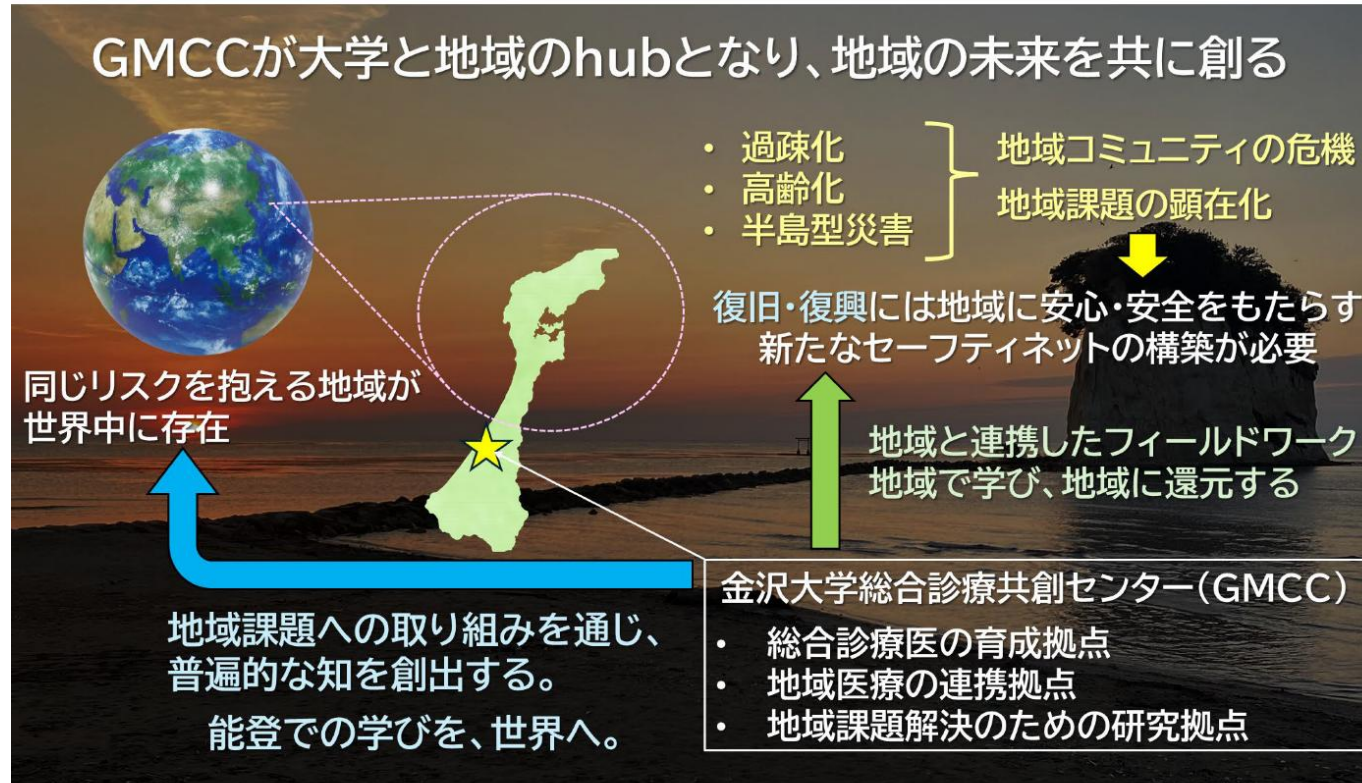 GMCCが大学と地域のhubとなり、地域の未来を共に創る
・ 過疎化
・ 高齢化
・ 半島型災害
地域コミュニティの危機
地域課題の顕在化
復旧・復興には地域に安心・安全をもたらす
新たなセーフティネットの構築が必要
同じリスクを抱える地域が
世界中に存在
地域と連携したフィールドワーク
地域で学び、地域に還元する
地域課題への取り組みを通じ、
普遍的な知を創出する。
能登での学びを、世界へ。
金沢大学総合診療共創センター(GMCC)
・ 総合診療医の育成拠点
・ 地域医療の連携拠点
・ 地域課題解決のための研究拠点